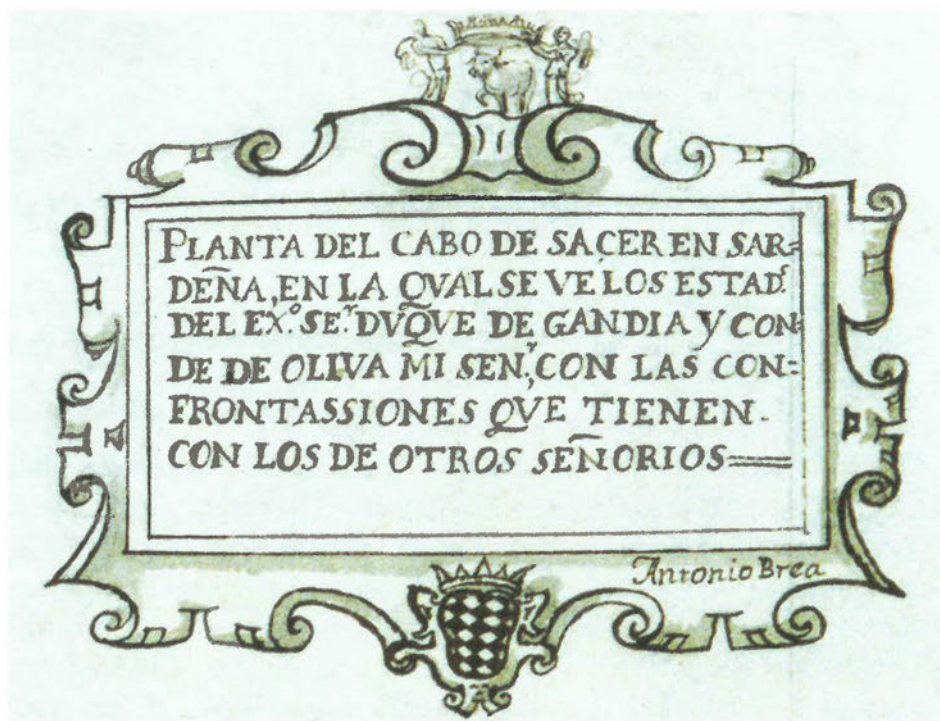 PLANTA DEL CABO DE SAÇER EN SAR=
DEÑA, EN LA QVAL SE VE LOS ESTADˢ.
DEL EX.º SE.ʳ DVQVE DE GANDIA Y CON=
DE DE OLIVA MI SEN.ʳ, CON LAS CON=
FRONTASSIONES QVE TIENEN.
CON LOS DE OTROS SEÑORIOS=
Antonio Brea